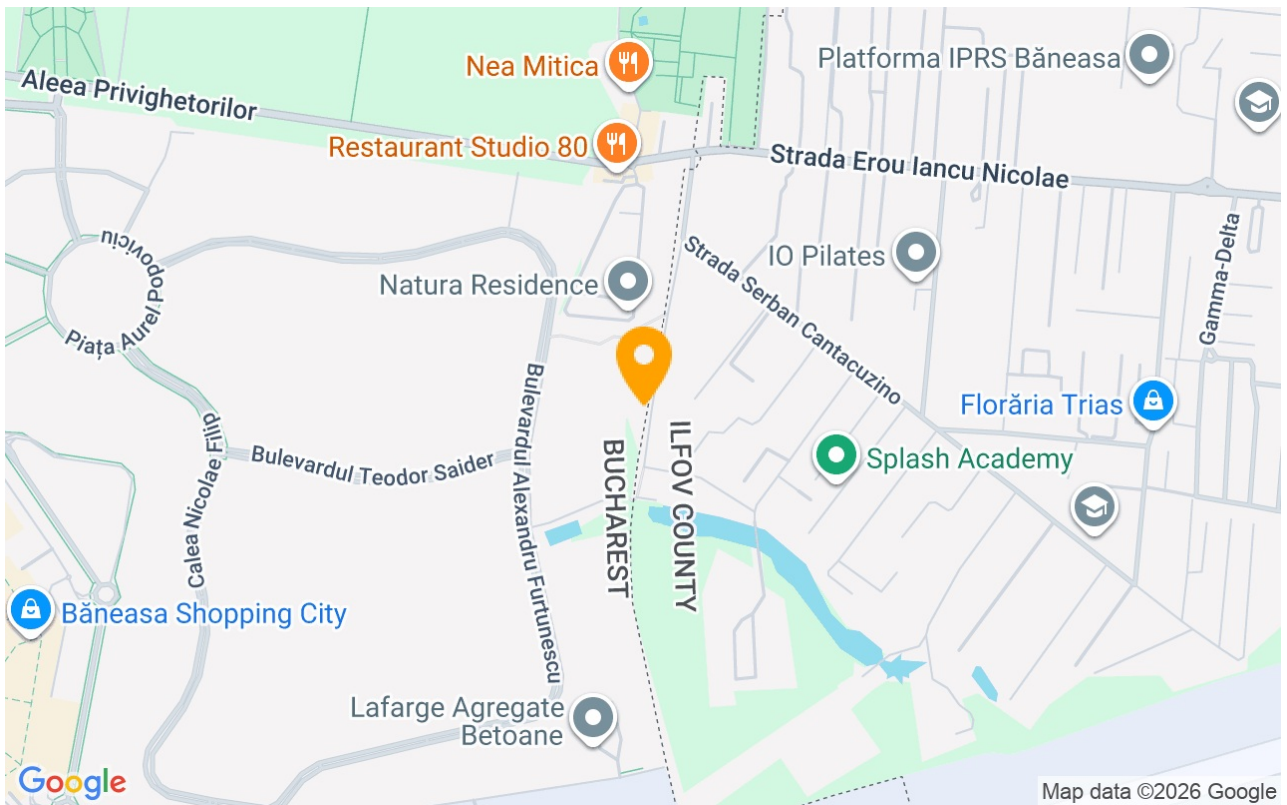 Aleea Privighetorilor
Nea Mitica
Platforma IPRS Băneasa
Restaurant Studio 80
Strada Erou Iancu Nicolae
Piața Aurel Popoviciu
Natura Residence
Strada Serban Cantacuzino
IO Pilates
Gamma-Delta
Bulevardul Alexandru Furtunescu
Florăria Trias
Calea Nicolae Filip
Bulevardul Teodor Saider
BUCHAREST
ILFOV COUNTY
Splash Academy
Băneasa Shopping City
Lafarge Agregate
Betoane
Google
Map data ©2026 Google